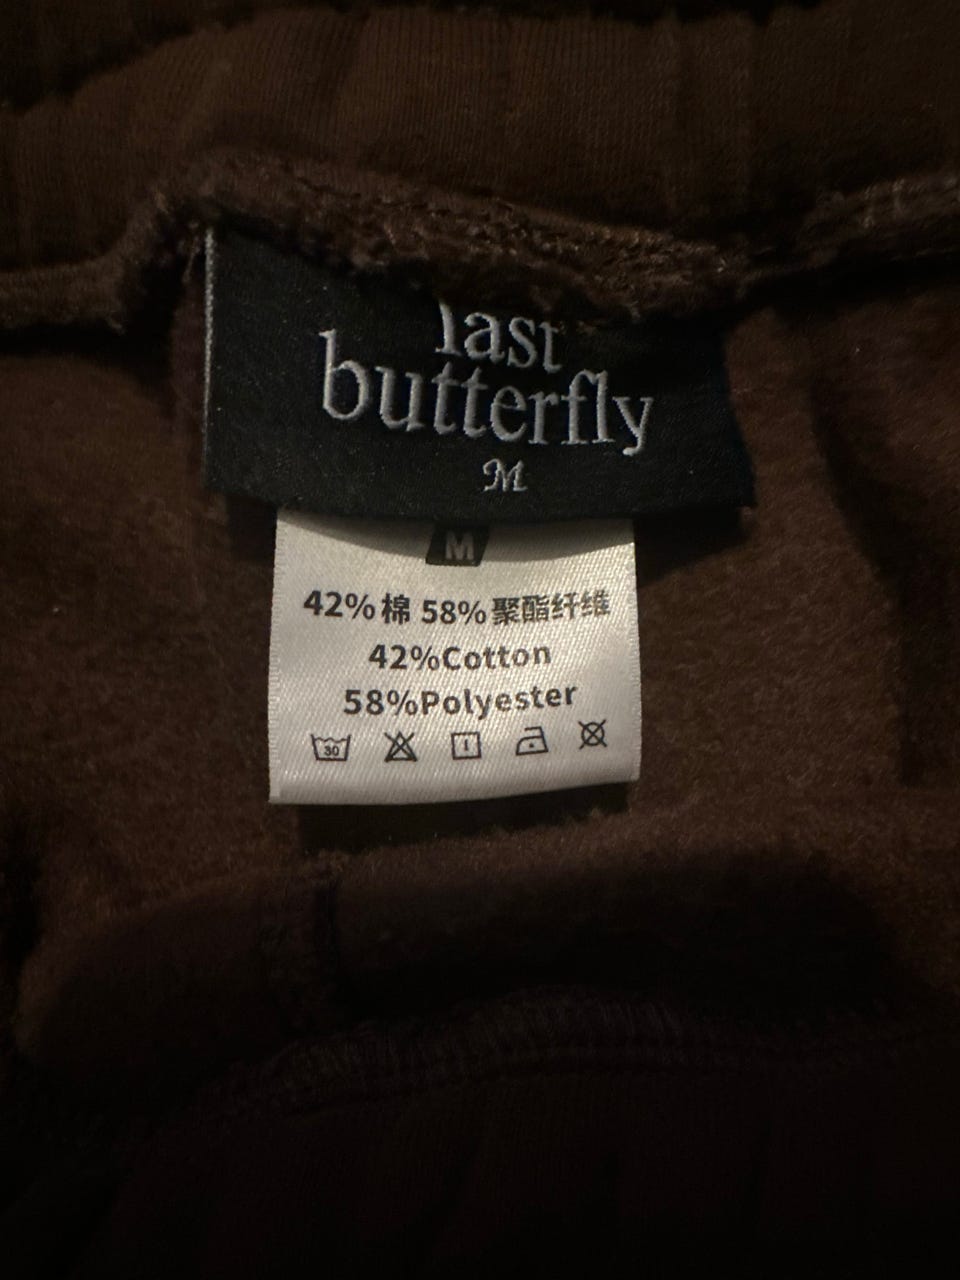 last
butterfly
M
M
42%棉 58%聚酯纤维
42%Cotton
58%Polyester
30